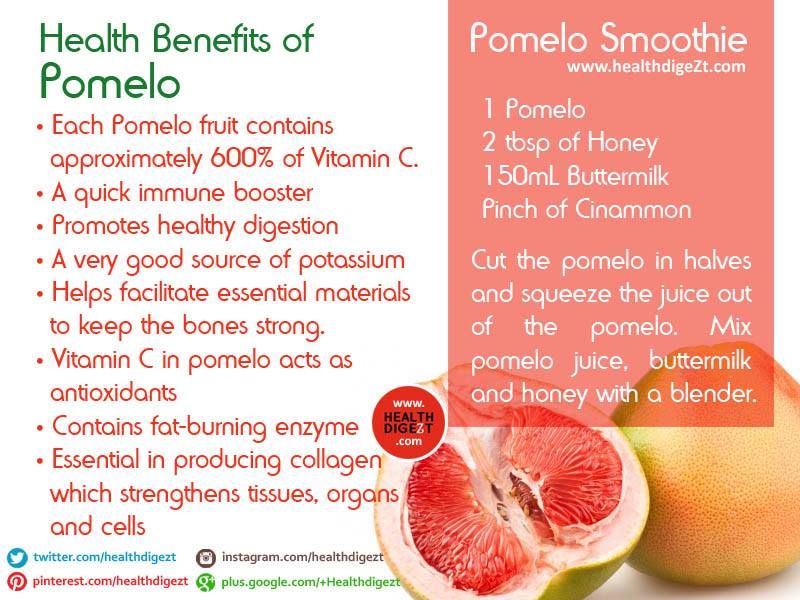 Health Benefits of
Pomelo
• Each Pomelo fruit contains
approximately 600% of Vitamin C.
• A quick immune booster
• Promotes healthy digestion
• A very good source of potassium
• Helps facilitate essential materials
to keep the bones strong.
• Vitamin C in pomelo acts as
antioxidants
• Contains fat-burning enzyme
• Essential in producing collagen
which strengthens tissues, organs
and cells
Pomelo Smoothie
www.healthdigeZt.com
1 Pomelo
2 tbsp of Honey
150mL Buttermilk
Pinch of Cinammon
Cut the pomelo in halves
and squeeze the juice out
of the pomelo. Mix
pomelo juice, buttermilk
and honey with a blender.
www.
HEALTH
DIGEZT
.com
twitter.com/healthdigezt
instagram.com/healthdigezt
pinterest.com/healthdigezt
plus.google.com/+Healthdigezt